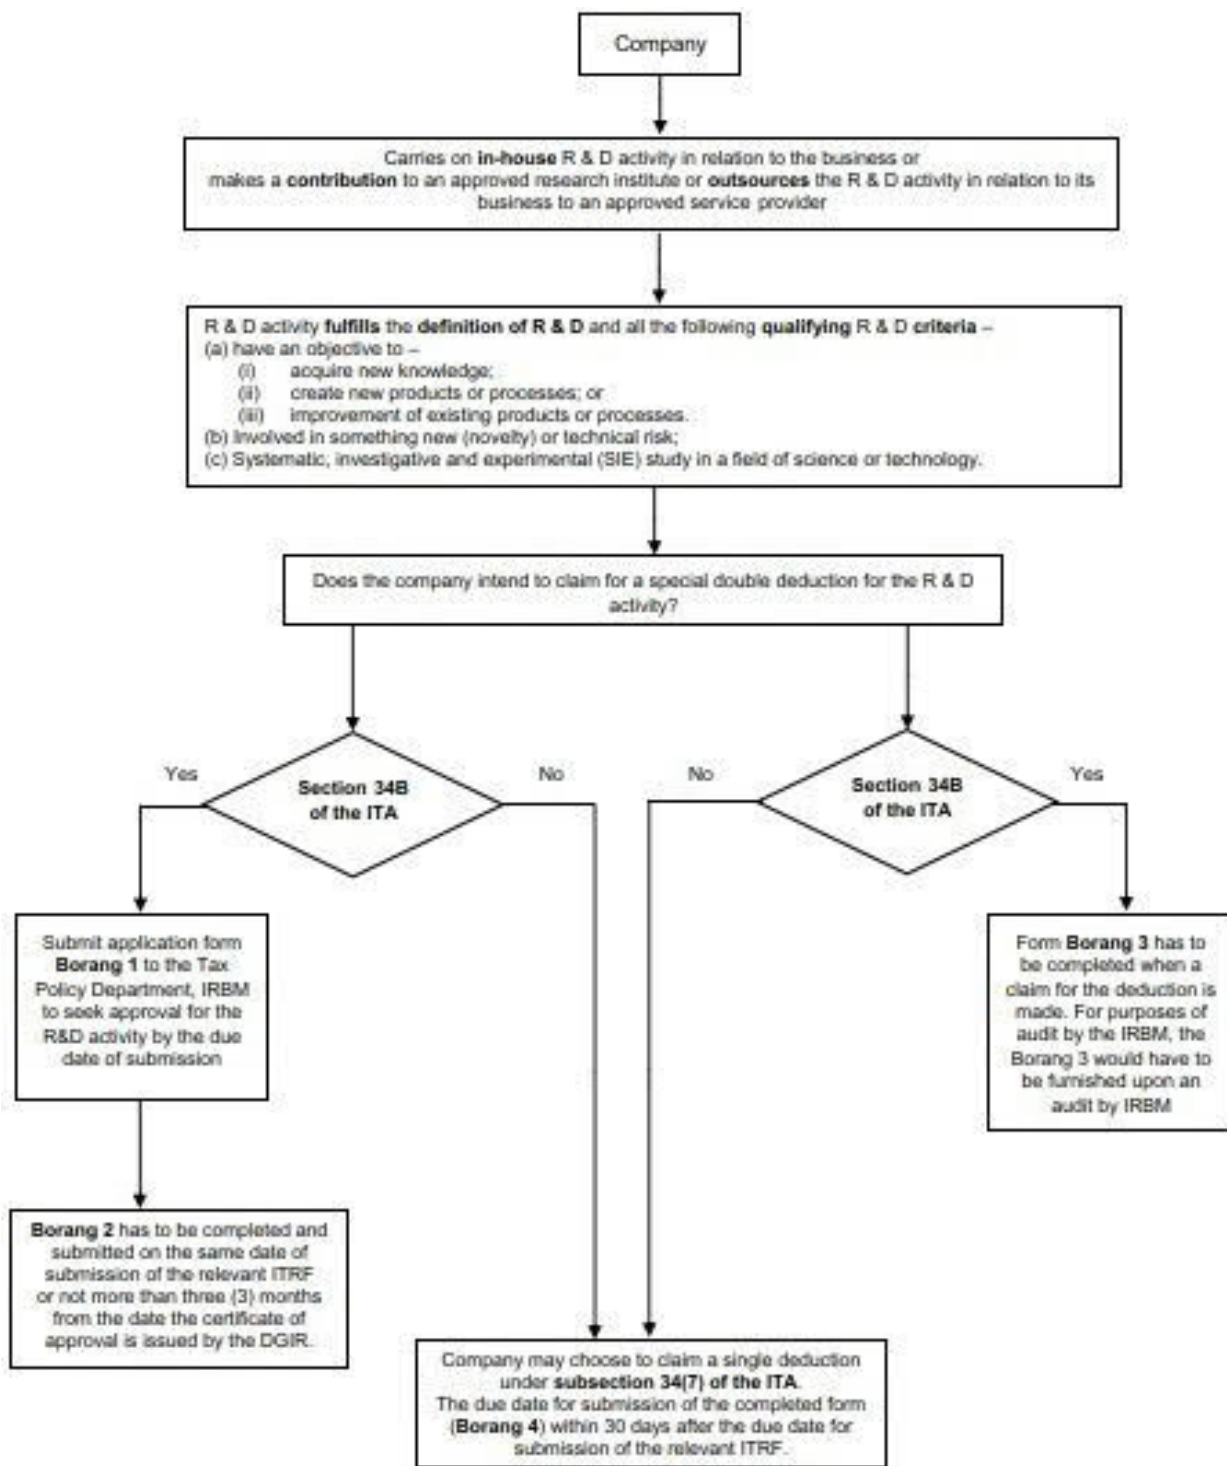 Company
Carries on in-house R & D activity in relation to the business or
makes a contribution to an approved research institute or outsources the R & D activity in relation to its
business to an approved service provider
R & D activity fulfills the definition of R & D and all the following qualifying R & D criteria –
(a) have an objective to –
(i) acquire new knowledge;
(ii) create new products or processes; or
(iii) improvement of existing products or processes.
(b) Involved in something new (novelty) or technical risk;
(c) Systematic, investigative and experimental (SIE) study in a field of science or technology.
Does the company intend to claim for a special double deduction for the R & D
activity?
Yes
Section 34B
of the ITA
No
No
Section 34B
of the ITA
Yes
Submit application form
Borang 1 to the Tax
Policy Department, IRBM
to seek approval for the
R&D activity by the due
date of submission
Form Borang 3 has to
be completed when a
claim for the deduction is
made. For purposes of
audit by the IRBM, the
Borang 3 would have to
be furnished upon an
audit by IRBM
Borang 2 has to be completed and
submitted on the same date of
submission of the relevant ITRF
or not more than three (3) months
from the date the certificate of
approval is issued by the DGIR.
Company may choose to claim a single deduction
under subsection 34(7) of the ITA.
The due date for submission of the completed form
(Borang 4) within 30 days after the due date for
submission of the relevant ITRF.